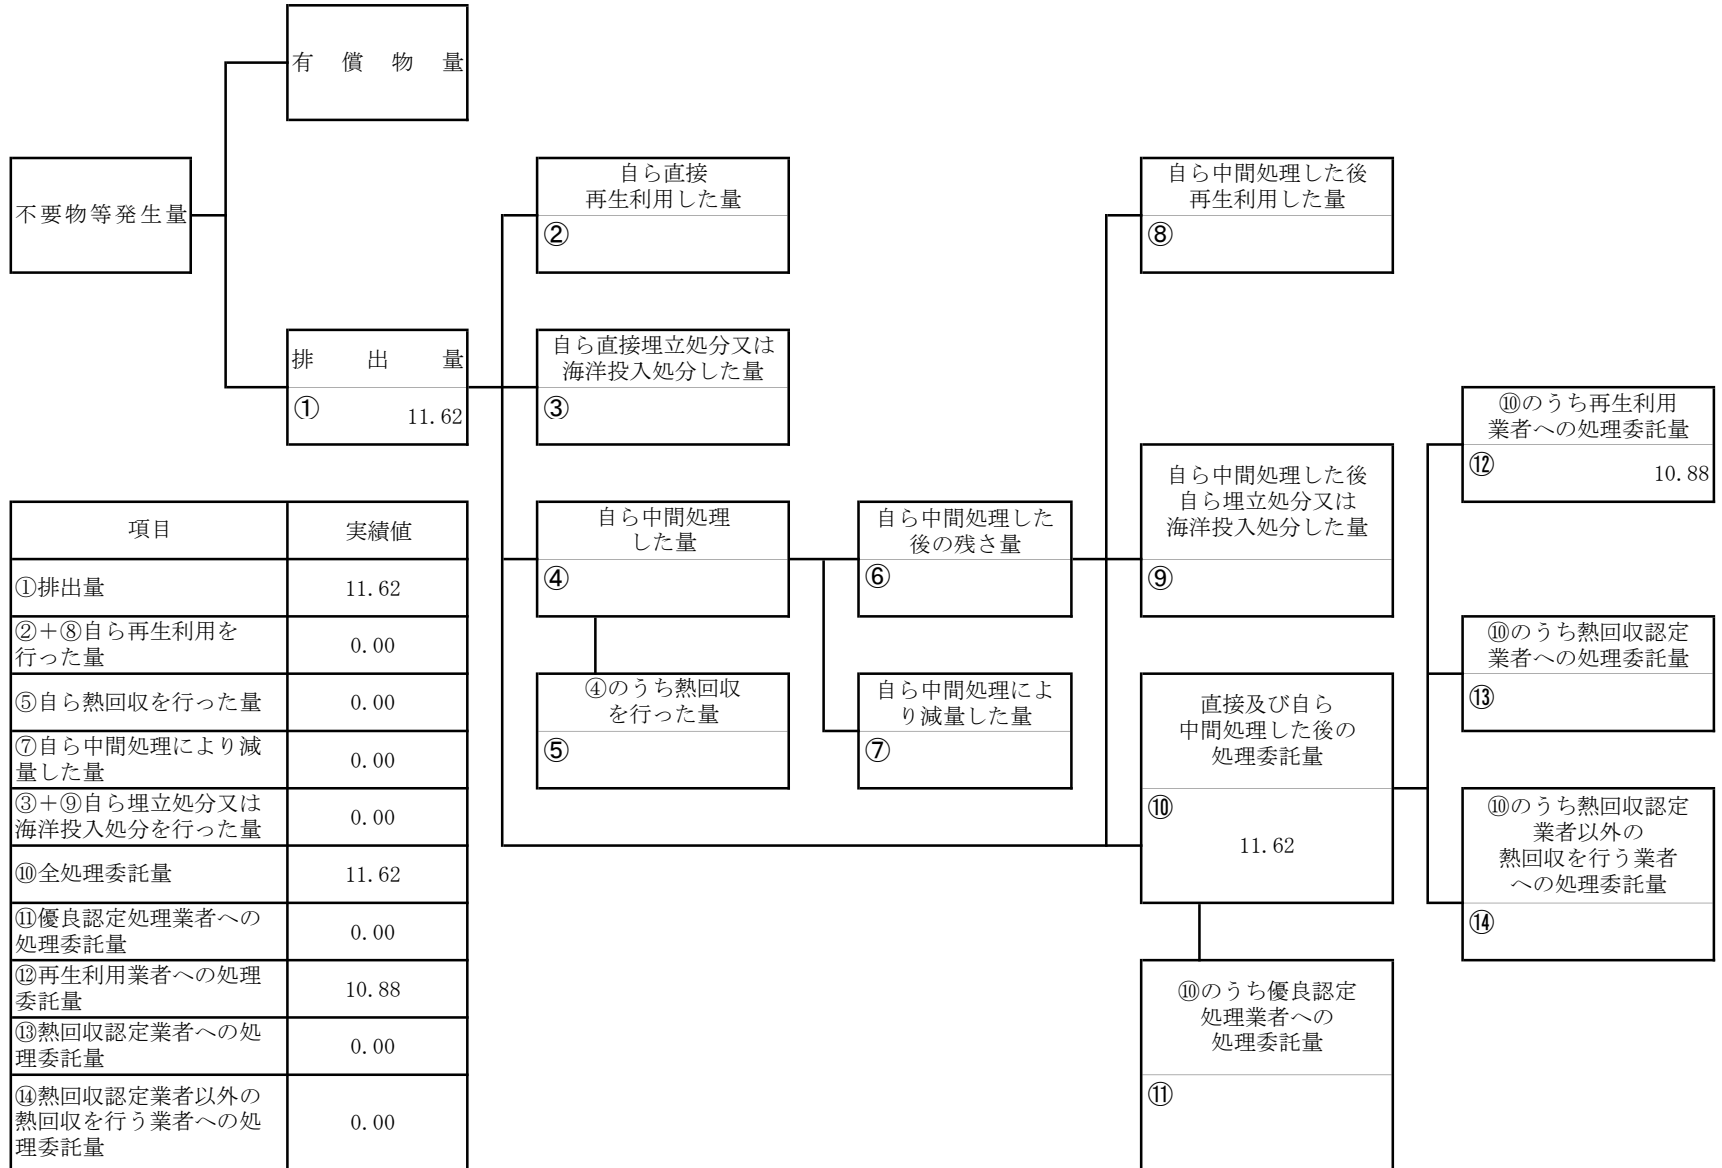 有償物量
不要物等発生量
排出量
①
11.62
自ら直接
再生利用した量
②
自ら直接埋立処分又は
海洋投入処分した量
③
自ら中間処理
した量
④
④のうち熱回収
を行った量
⑤
自ら中間処理した
後の残さ量
⑥
自ら中間処理によ
り減量した量
⑦
自ら中間処理した後
再生利用した量
⑧
自ら中間処理した後
自ら埋立処分又は
海洋投入処分した量
⑨
直接及び自ら
中間処理した後の
処理委託量
⑩
11.62
⑩のうち優良認定
処理業者への
処理委託量
⑪
⑩のうち再生利用
業者への処理委託量
⑫
10.88
⑩のうち熱回収認定
業者への処理委託量
⑬
⑩のうち熱回収認定
業者以外の
熱回収を行う業者
への処理委託量
⑭
項目 実績値
①排出量 11.62
②＋⑧自ら再生利用を
行った量 0.00
⑤自ら熱回収を行った量 0.00
⑦自ら中間処理により減
量した量 0.00
③＋⑨自ら埋立処分又は
海洋投入処分を行った量 0.00
⑩全処理委託量 11.62
⑪優良認定処理業者への
処理委託量 0.00
⑫再生利用業者への処理
委託量 10.88
⑬熱回収認定業者への処
理委託量 0.00
⑭熱回収認定業者以外の
熱回収を行う業者への処
理委託量 0.00